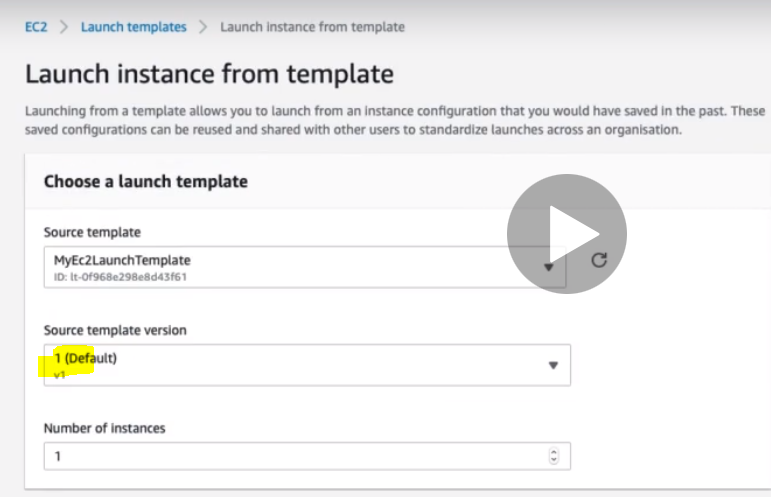 EC2 > Launch templates > Launch instance from template
Launch instance from template
Launching from a template allows you to launch from an instance configuration that you would have saved in the past. These
saved configurations can be reused and shared with other users to standardize launches across an organisation.
Choose a launch template
Source template
MyEc2LaunchTemplate
ID: lt-0f968e298e8d43f61
Source template version
1 (Default)
v1
Number of instances
1